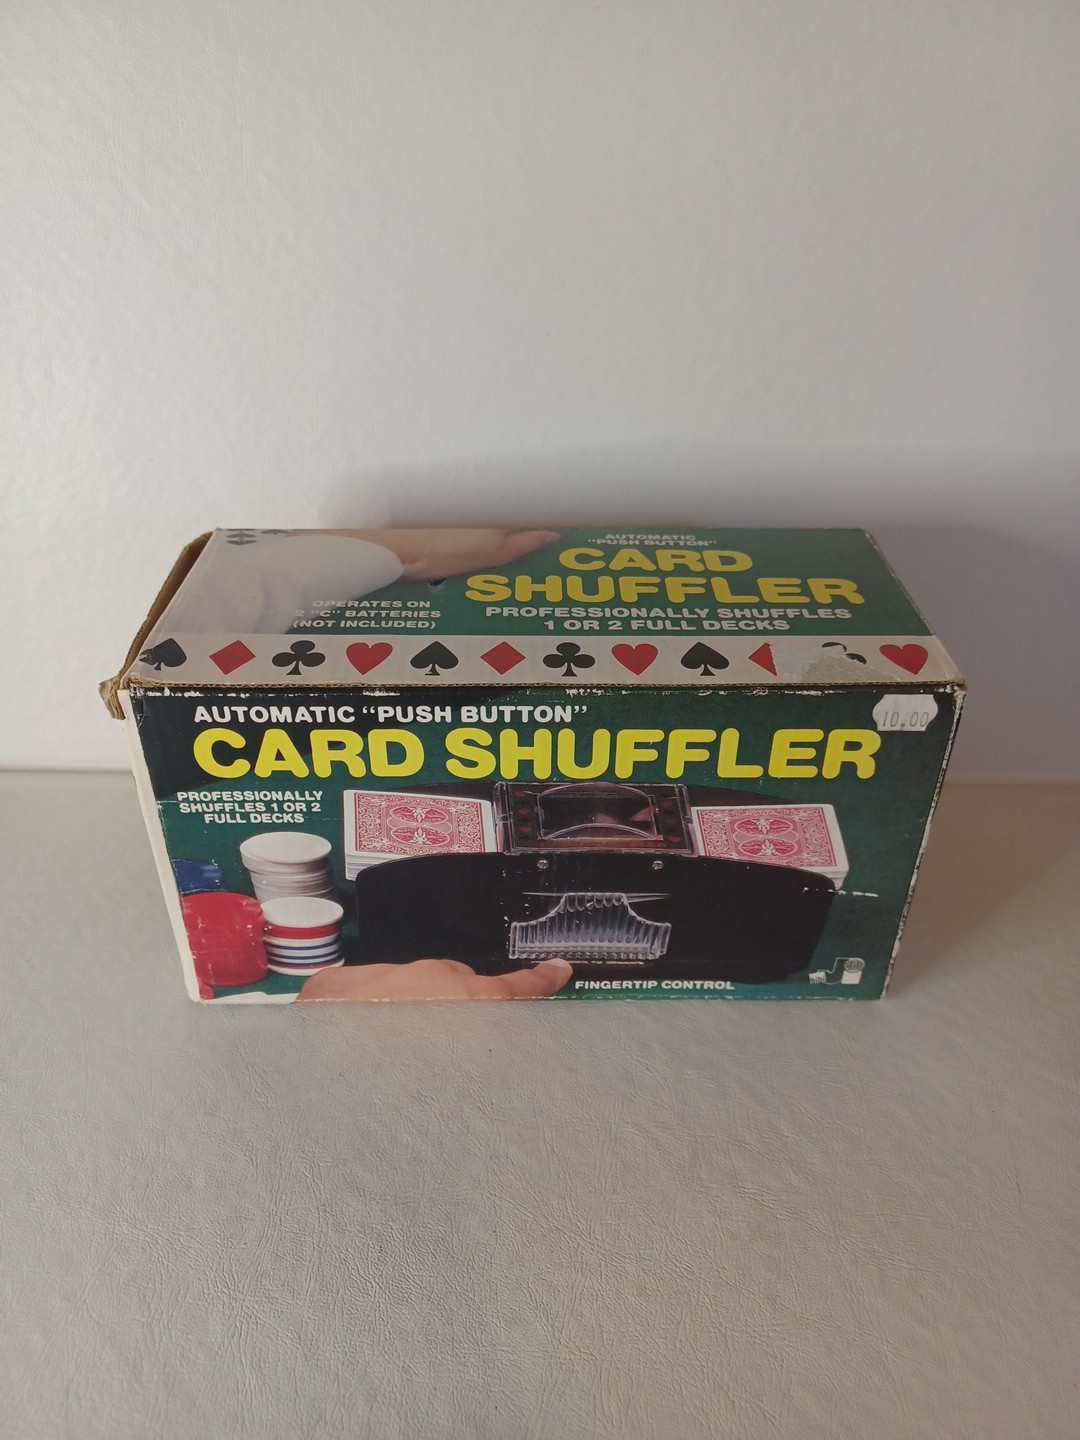 AUTOMATIC
"PUSH BUTTON"
CARD
SHUFFLER
PROFESSIONALLY SHUFFLES
1 OR 2 FULL DECKS
OPERATES ON
2 "C" BATTERIES
(NOT INCLUDED)
AUTOMATIC "PUSH BUTTON"
CARD SHUFFLER
10.00
PROFESSIONALLY
SHUFFLES 1 OR 2
FULL DECKS
FINGERTIP CONTROL